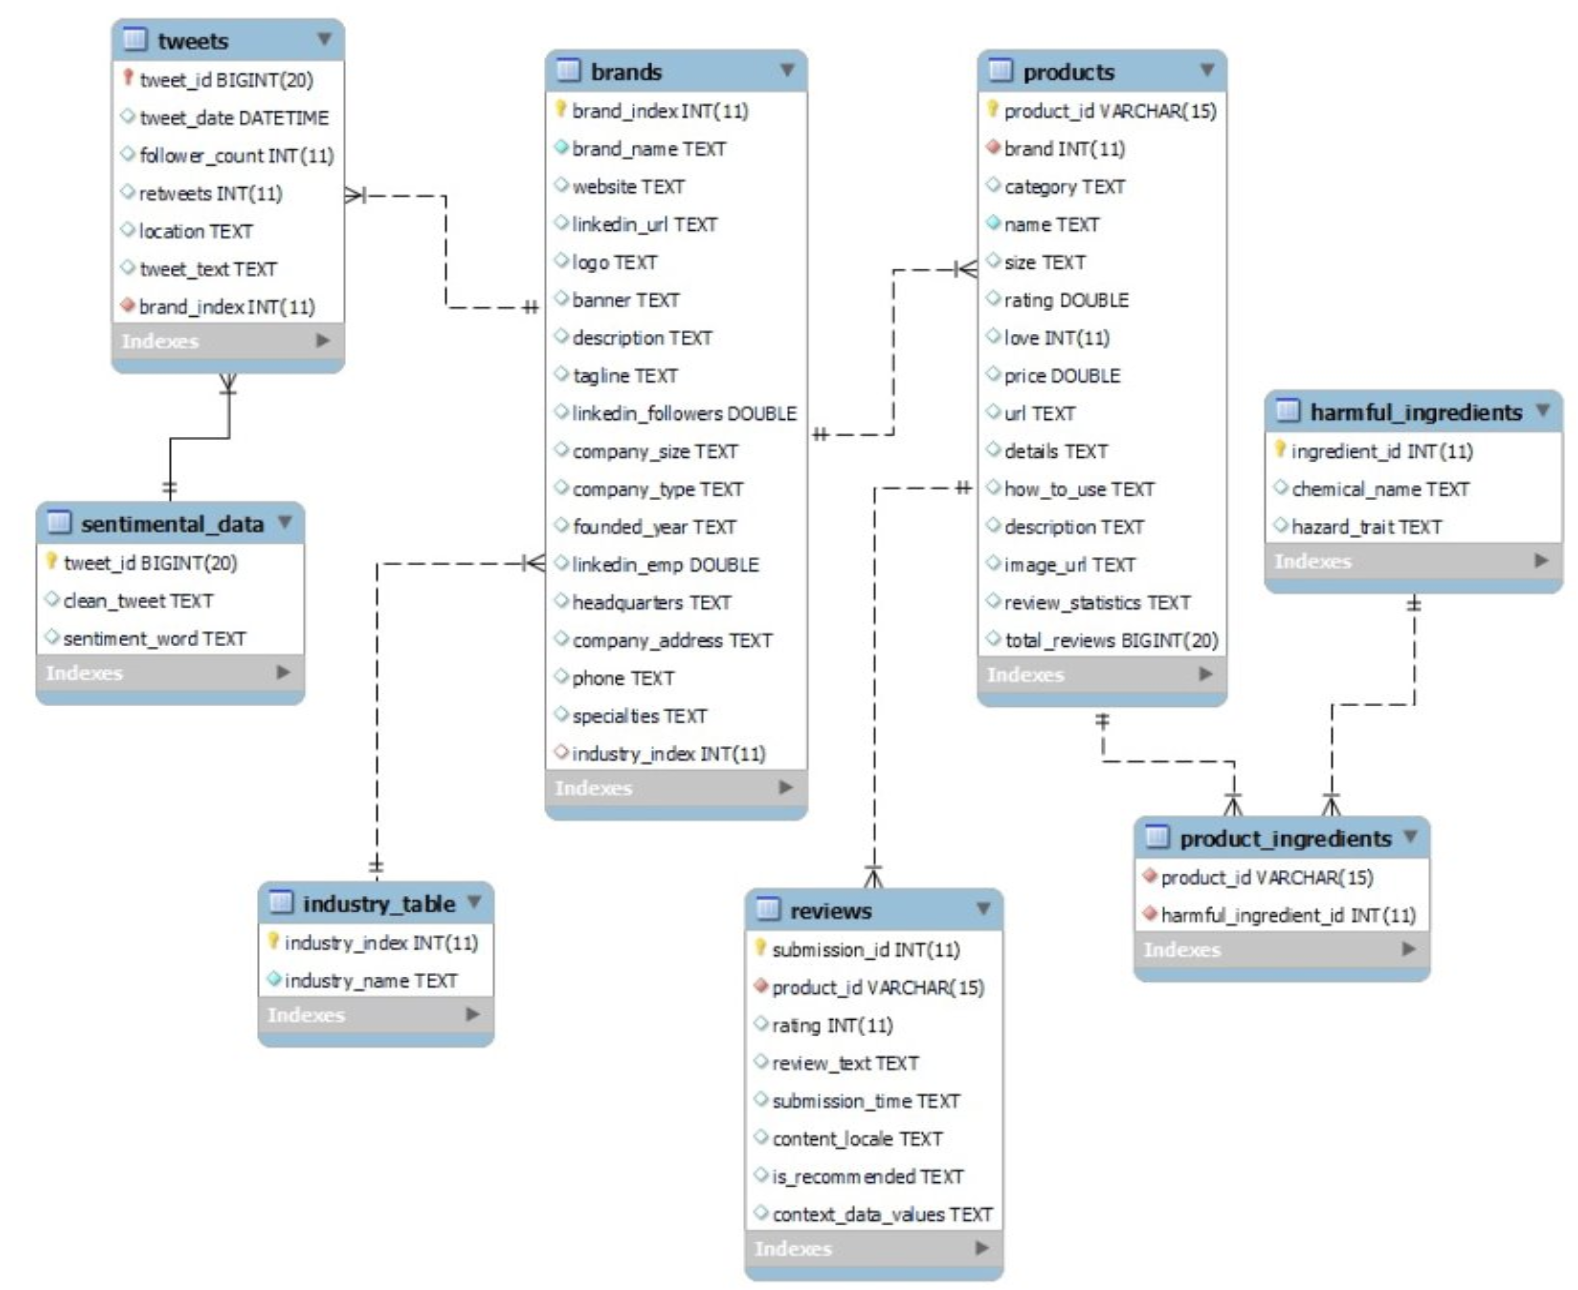 tweets
tweet_id BIGINT(20)
tweet_date DATETIME
follower_count INT(11)
retweets INT(11)
location TEXT
tweet_text TEXT
brand_index INT(11)
Indexes
sentimental_data
tweet_id BIGINT(20)
clean_tweet TEXT
sentiment_word TEXT
Indexes
brands
brand_index INT(11)
brand_name TEXT
website TEXT
linkedin_url TEXT
logo TEXT
banner TEXT
description TEXT
tagline TEXT
linkedin_followers DOUBLE
company_size TEXT
company_type TEXT
founded_year TEXT
linkedin_emp DOUBLE
headquarters TEXT
company_address TEXT
phone TEXT
specialties TEXT
industry_index INT(11)
Indexes
industry_table
industry_index INT(11)
industry_name TEXT
Indexes
products
product_id VARCHAR(15)
brand INT(11)
category TEXT
name TEXT
size TEXT
rating DOUBLE
love INT(11)
price DOUBLE
url TEXT
details TEXT
how_to_use TEXT
description TEXT
image_url TEXT
review_statistics TEXT
total_reviews BIGINT(20)
Indexes
harmful_ingredients
ingredient_id INT(11)
chemical_name TEXT
hazard_trait TEXT
Indexes
product_ingredients
product_id VARCHAR(15)
harmful_ingredient_id INT(11)
Indexes
reviews
submission_id INT(11)
product_id VARCHAR(15)
rating INT(11)
review_text TEXT
submission_time TEXT
content_locale TEXT
is_recommended TEXT
context_data_values TEXT
Indexes